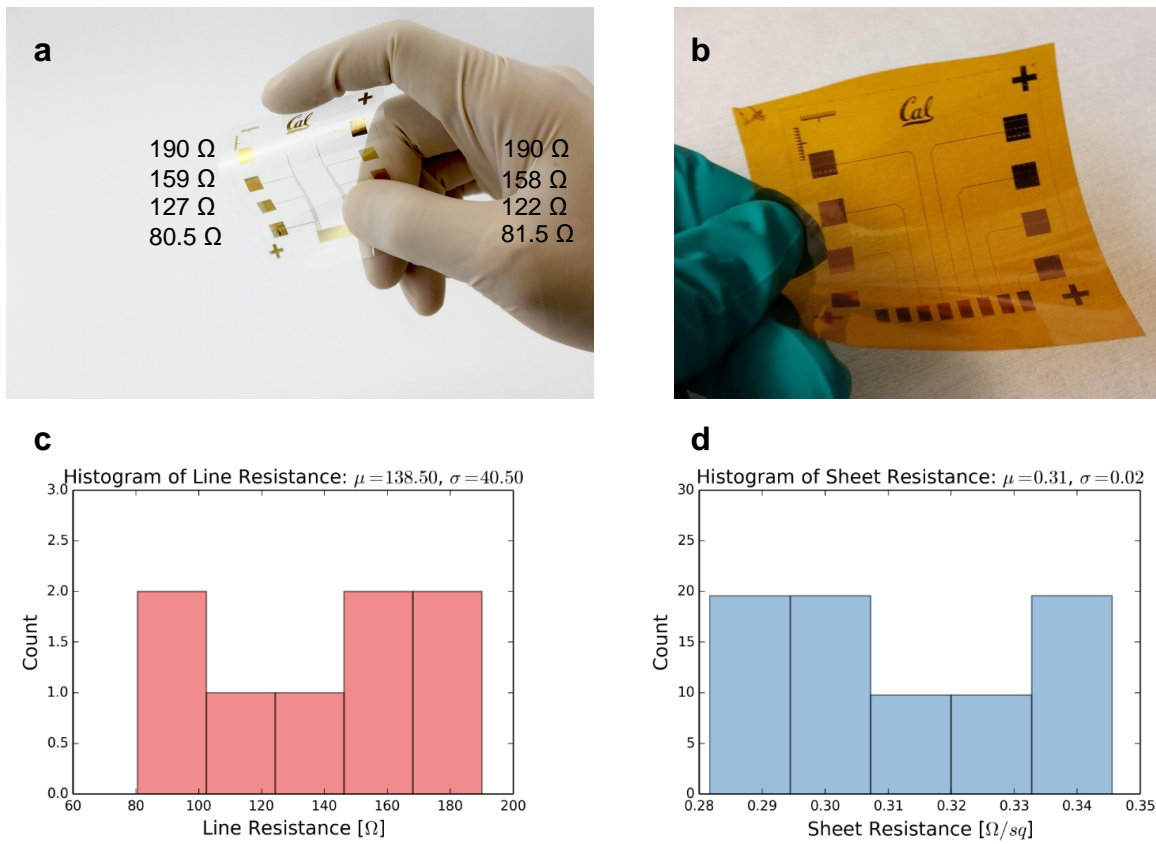 a
Cal
190 Ω
159 Ω
127 Ω
80.5 Ω
190 Ω
158 Ω
122 Ω
81.5 Ω
b
Cal
c
Histogram of Line Resistance: μ=138.50, σ=40.50
3.0
2.5
2.0
1.5
1.0
0.5
0.0
Count
60 80 100 120 140 160 180 200
Line Resistance [Ω]
d
Histogram of Sheet Resistance: μ=0.31, σ=0.02
30
25
20
15
10
5
0
Count
0.28 0.29 0.30 0.31 0.32 0.33 0.34 0.35
Sheet Resistance [Ω/sq]